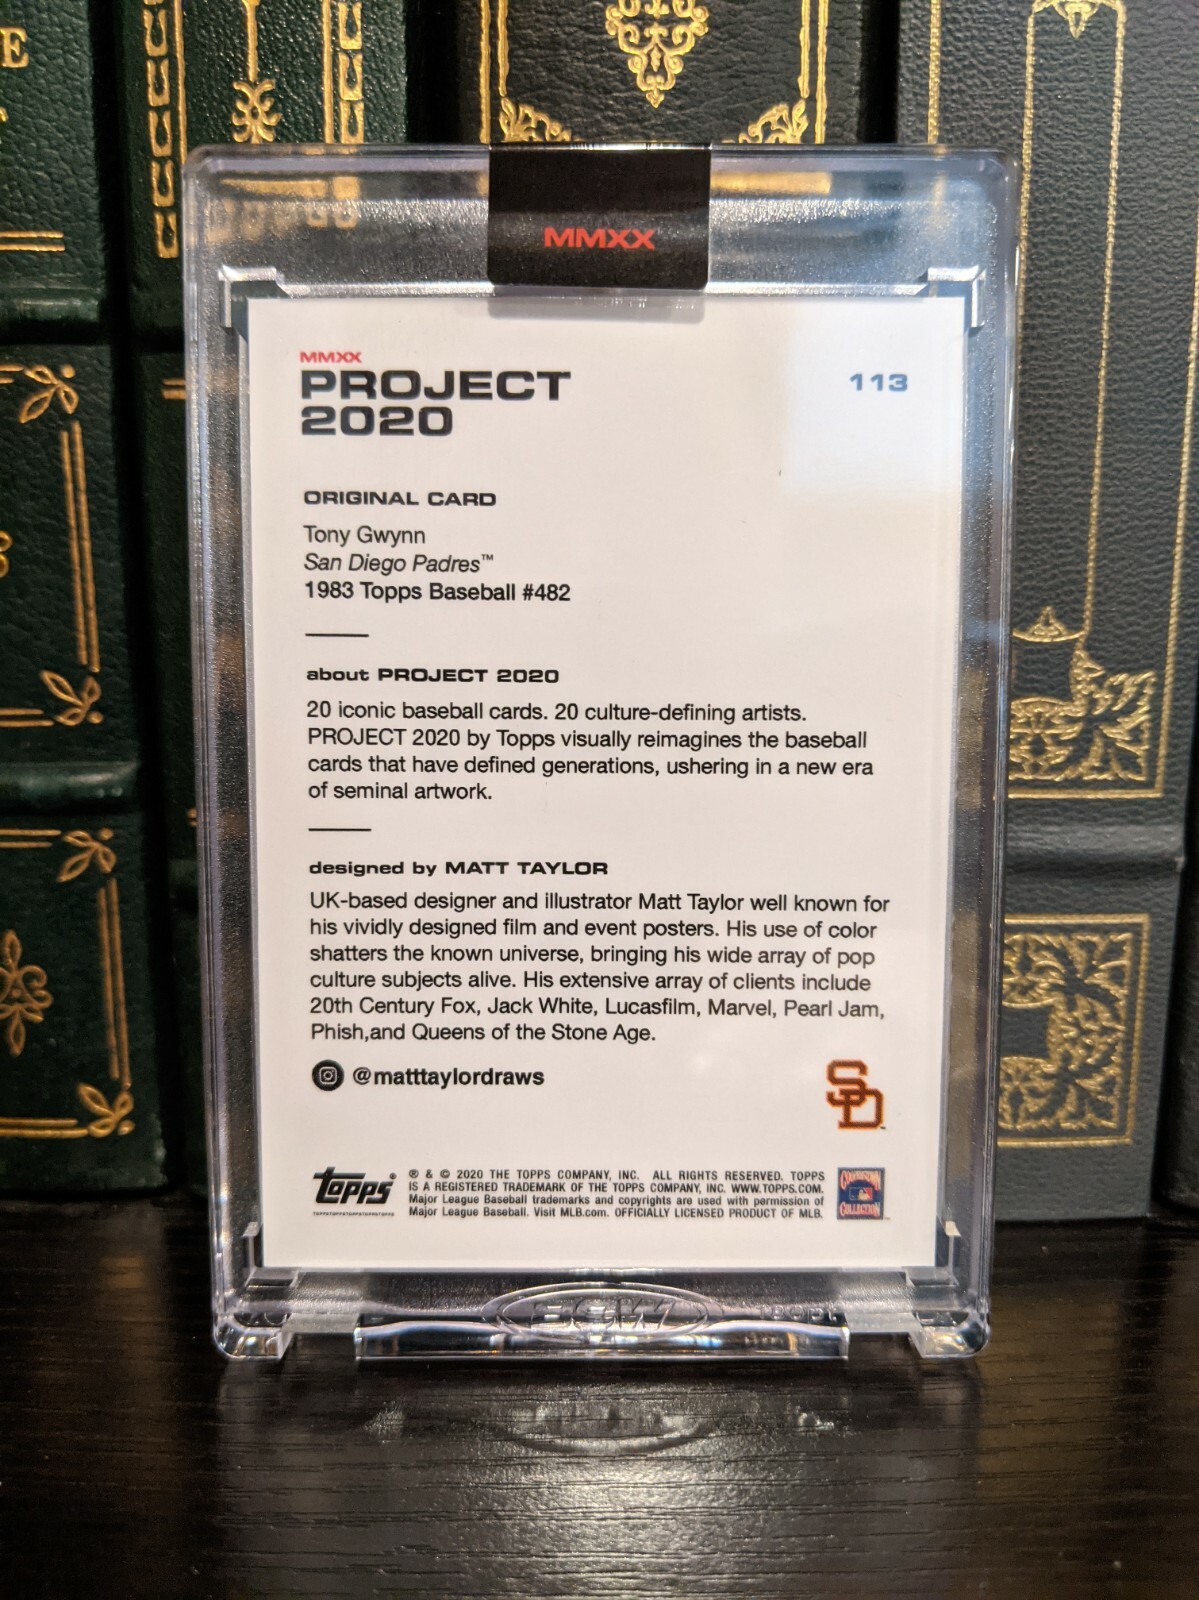 E
MMXX
MMXX
PROJECT
2020
113
ORIGINAL CARD
Tony Gwynn
San Diego Padres™
1983 Topps Baseball #482
about PROJECT 2020
20 iconic baseball cards. 20 culture-defining artists.
PROJECT 2020 by Topps visually reimagines the baseball
cards that have defined generations, ushering in a new era
of seminal artwork.
designed by MATT TAYLOR
UK-based designer and illustrator Matt Taylor well known for
his vividly designed film and event posters. His use of color
shatters the known universe, bringing his wide array of pop
culture subjects alive. His extensive array of clients include
20th Century Fox, Jack White, Lucasfilm, Marvel, Pearl Jam,
Phish,and Queens of the Stone Age.
@matttaylordraws
SD
topps®
® & © 2020 THE TOPPS COMPANY, INC. ALL RIGHTS RESERVED. TOPPS
IS A REGISTERED TRADEMARK OF THE TOPPS COMPANY, INC. WWW.TOPPS.COM.
Major League Baseball trademarks and copyrights are used with permission of
Major League Baseball. Visit MLB.com. OFFICIALLY LICENSED PRODUCT OF MLB.
COOPERSTOWN
COLLECTION